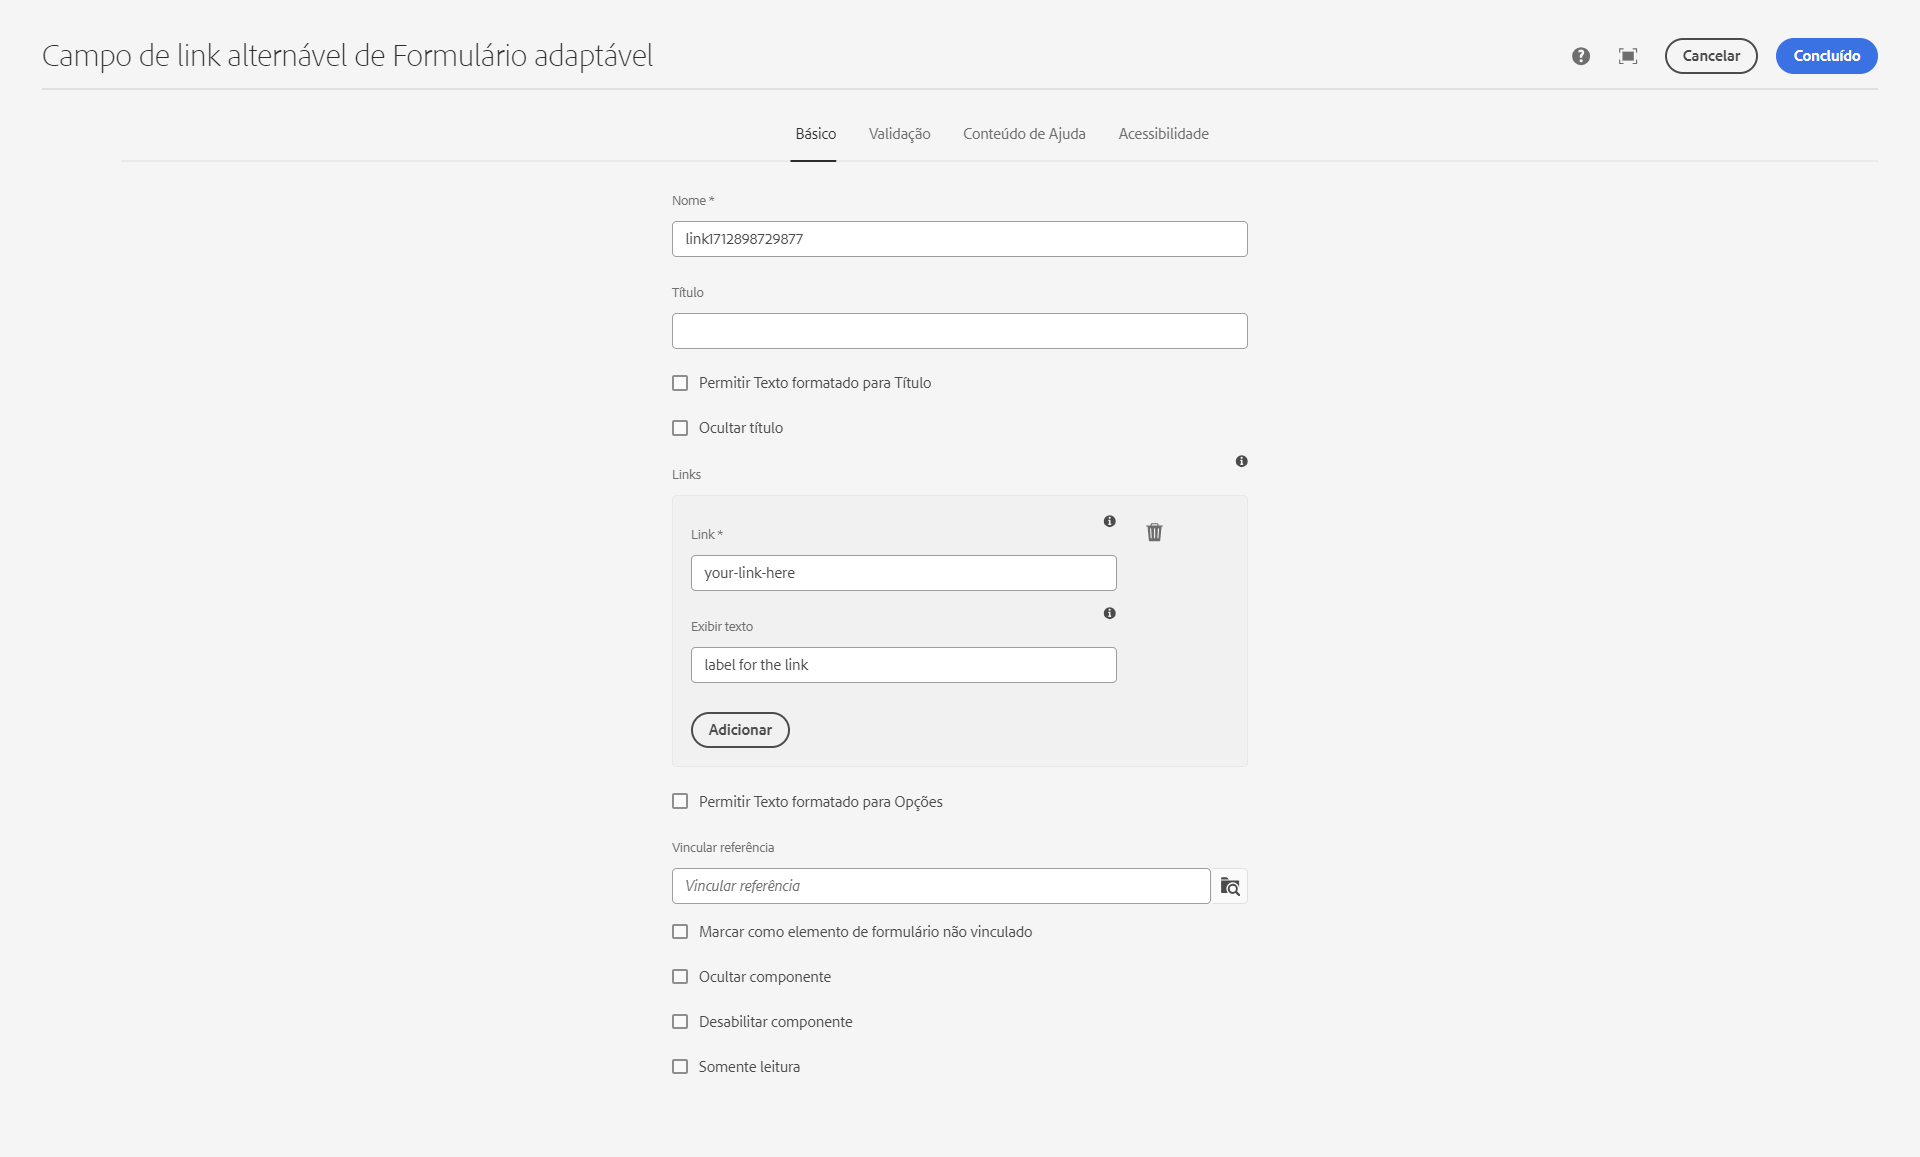 Campo de link alternável de Formulário adaptável
Cancelar
Concluído
Básico Validação Conteúdo de Ajuda Acessibilidade
Nome *
link1712898729877
Título
Permitir Texto formatado para Título
Ocultar título
Links
Link *
your-link-here
Exibir texto
label for the link
Adicionar
Permitir Texto formatado para Opções
Vincular referência
Vincular referência
Marcar como elemento de formulário não vinculado
Ocultar componente
Desabilitar componente
Somente leitura